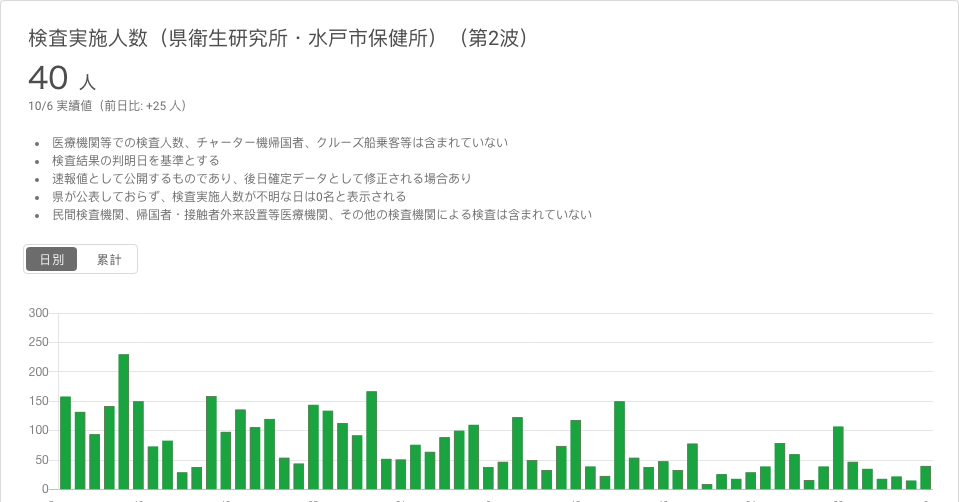 検査実施人数（県衛生研究所・水戸市保健所）（第2波）
40 人
10/6 実績値（前日比: +25 人）
医療機関等での検査人数、チャーター機帰国者、クルーズ船乗客等は含まれていない
検査結果の判明日を基準とする
速報値として公開するものであり、後日確定データとして修正される場合あり
県が公表しておらず、検査実施人数が不明な日は0名と表示される
民間検査機関、帰国者・接触者外来設置等医療機関、その他の検査機関による検査は含まれていない
日別 累計
300
250
200
150
100
50
0